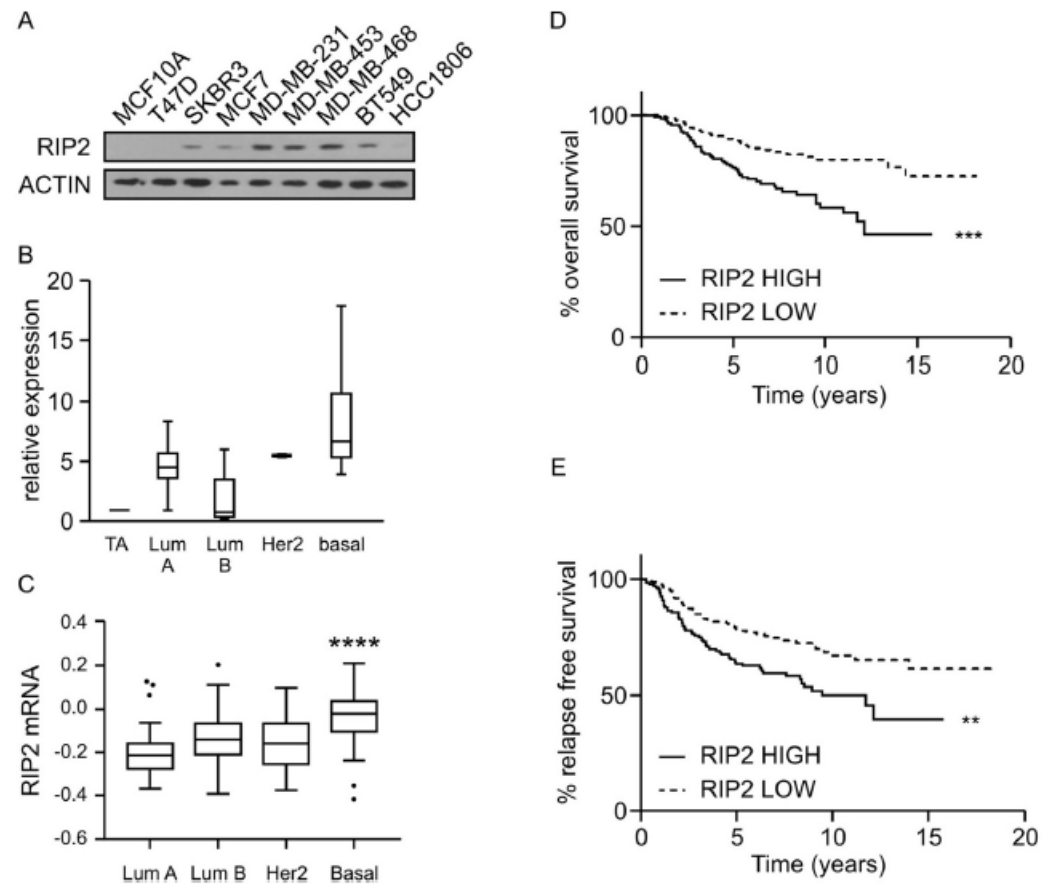 A
MCF10A
T47D
SKBR3
MCF7
MD-MB-231
MD-MB-453
MD-MB-468
BT549
HCC1806
RIP2
ACTIN
B
relative expression
20
15
10
5
0
TA
Lum A
Lum B
Her2
basal
C
RIP2 mRNA
0.4
0.2
0.0
-0.2
-0.4
-0.6
****
Lum A
Lum B
Her2
Basal
D
% overall survival
100
50
0
***
RIP2 HIGH
RIP2 LOW
0
5
10
15
20
Time (years)
E
% relapse free survival
100
50
0
**
RIP2 HIGH
RIP2 LOW
0
5
10
15
20
Time (years)